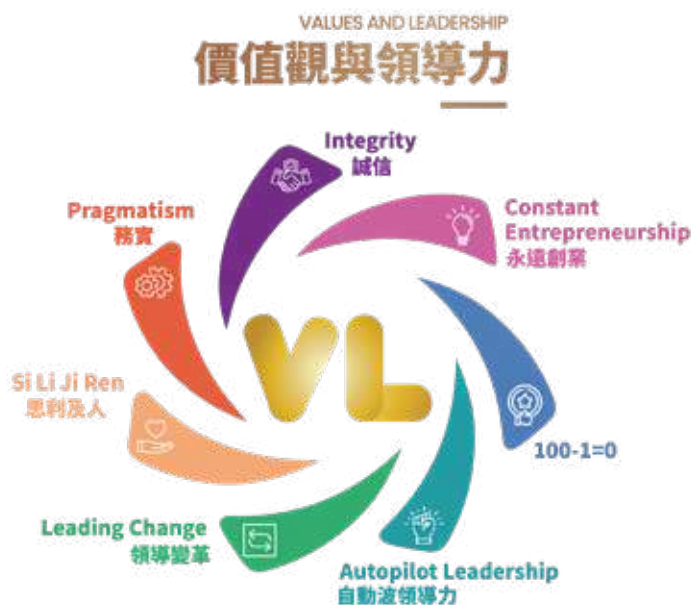 VALUES AND LEADERSHIP
價值觀與領導力
Integrity
誠信
Constant
Entrepreneurship
永遠創業
100-1=0
Autopilot Leadership
自動波領導力
Leading Change
領導變革
Si Li Ji Ren
思利及人
Pragmatism
務實
VL